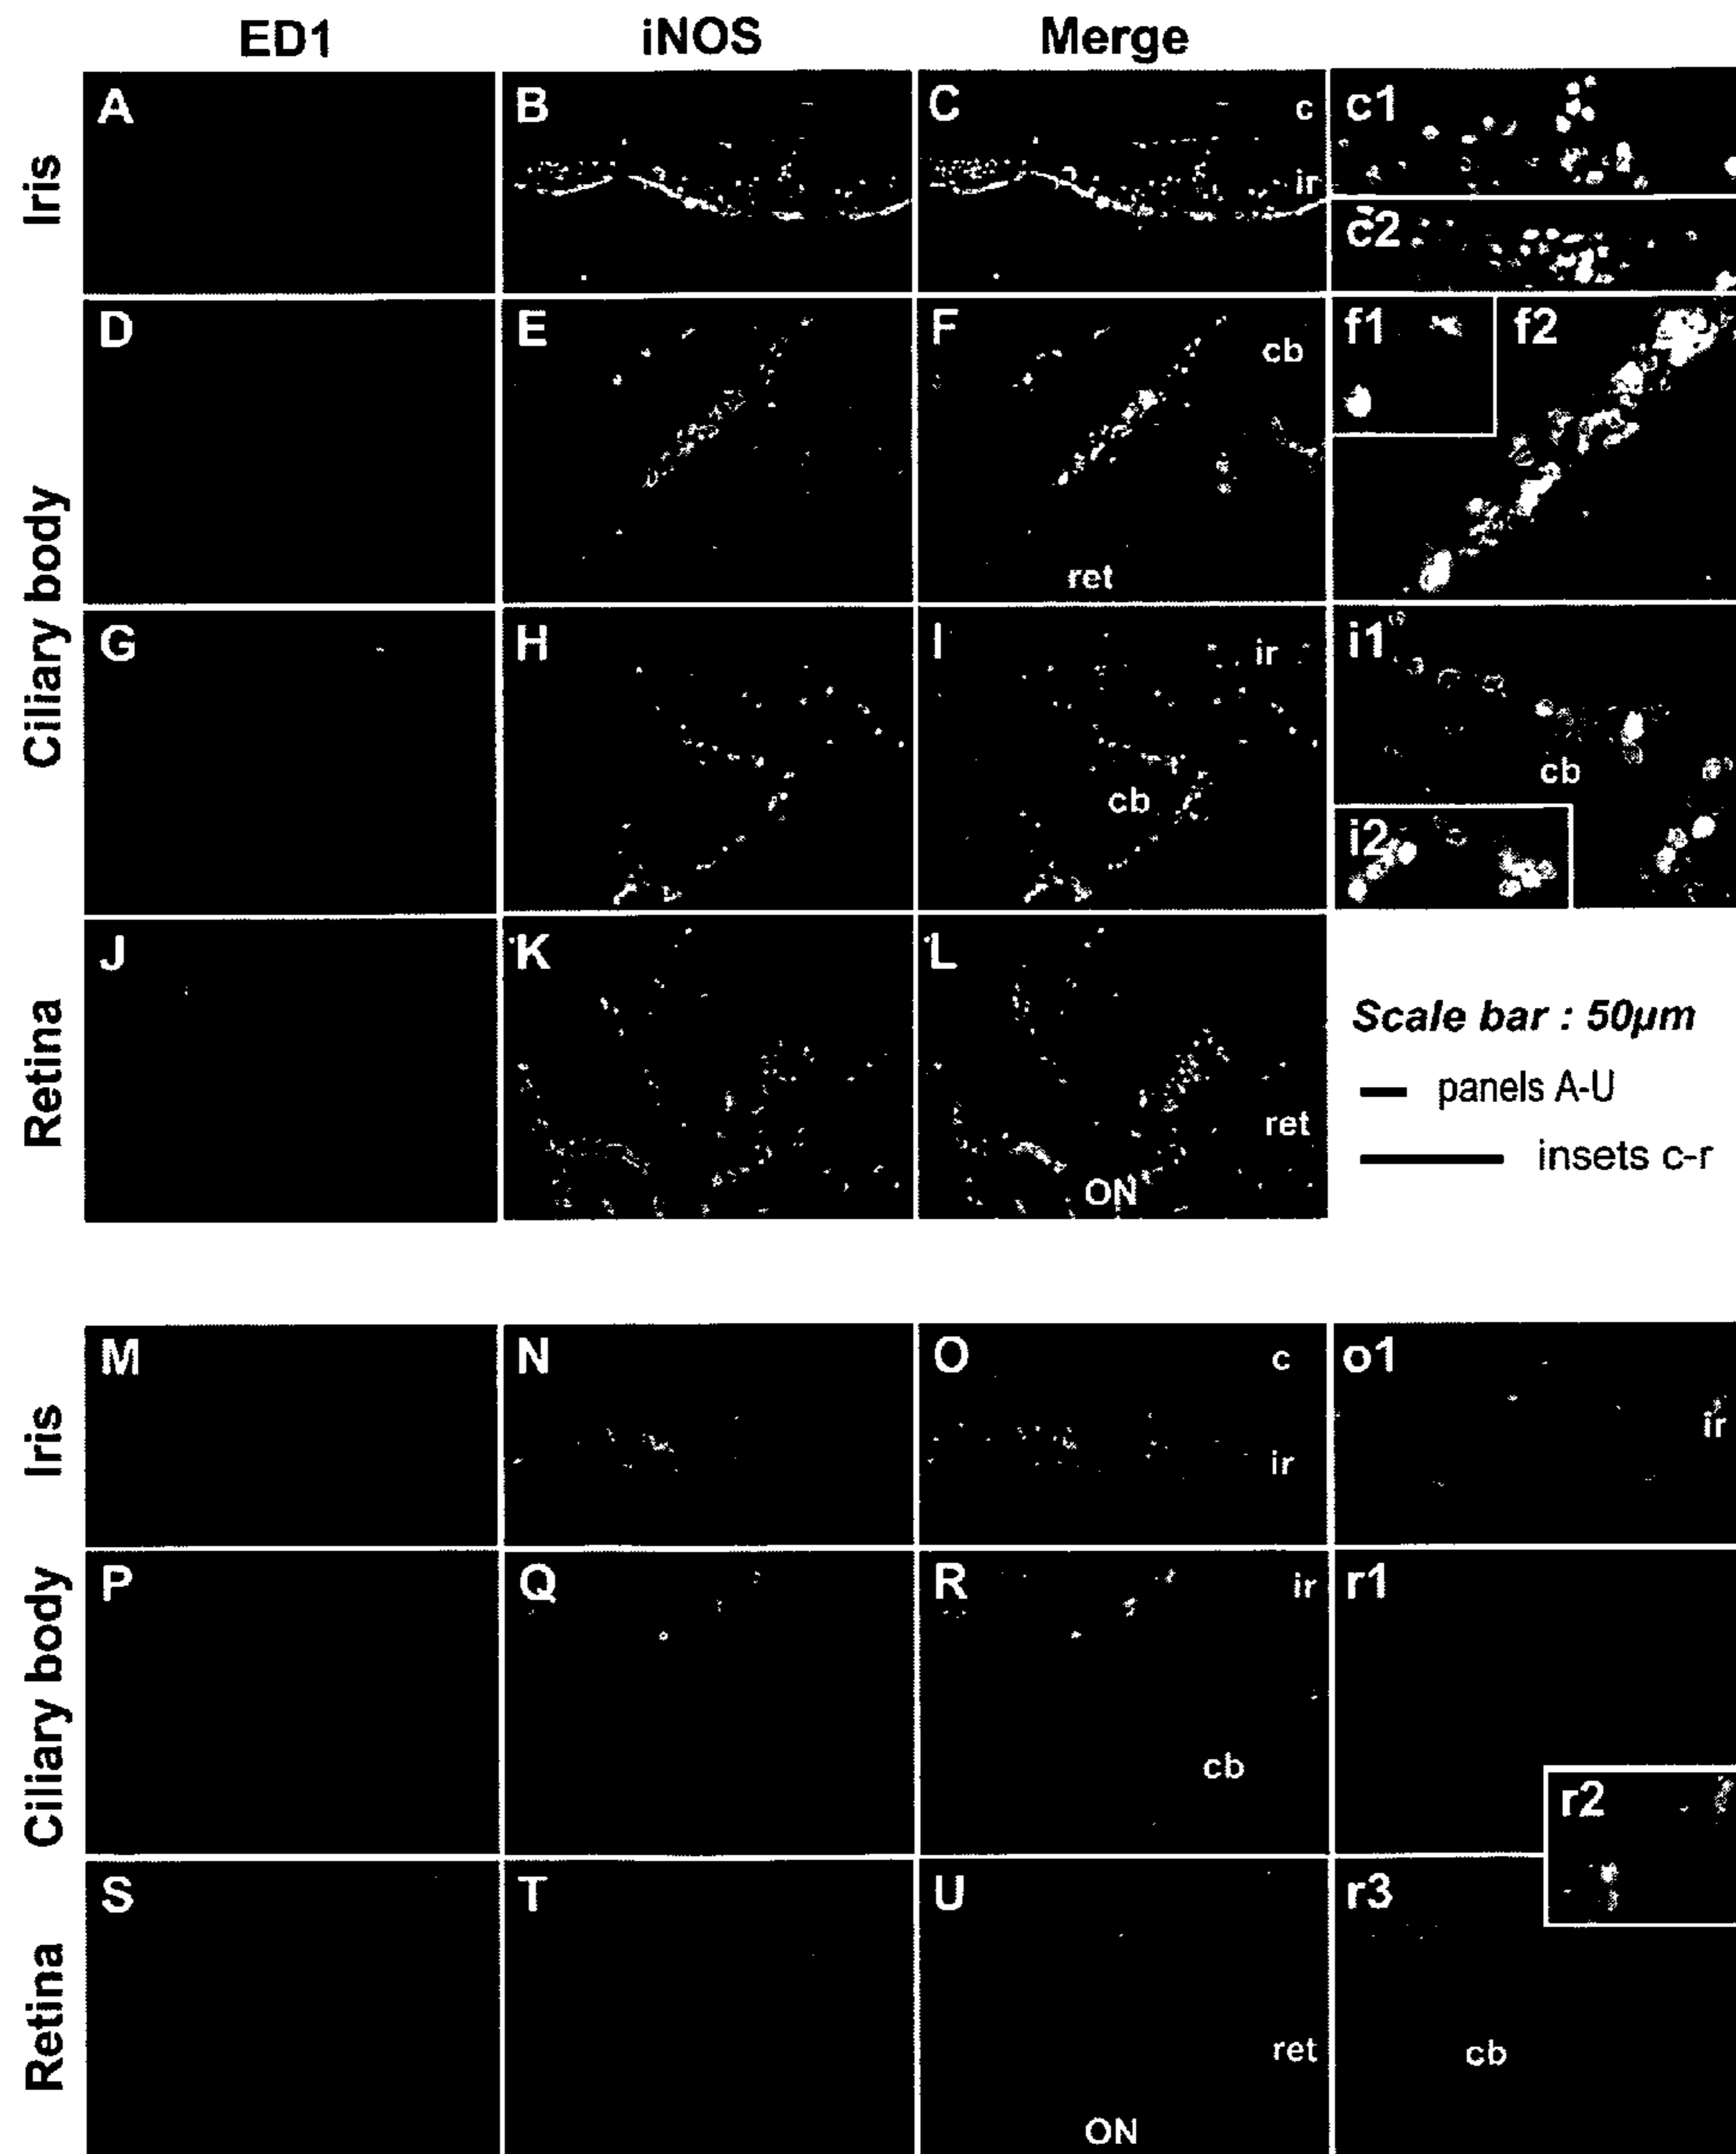 ED1 iNOS Merge
Iris
A B C c ir c1
c2
Ciliary body
D E F cb ret f1 f2
G H I ir cb i1 cb
i2
Retina
J K L ret ON
Scale bar : 50µm
panels A-U
insets c-r
Iris
M N O c ir o1 ir
Ciliary body
P Q R ir cb r1
r2
Retina
S T U ret ON r3 cb